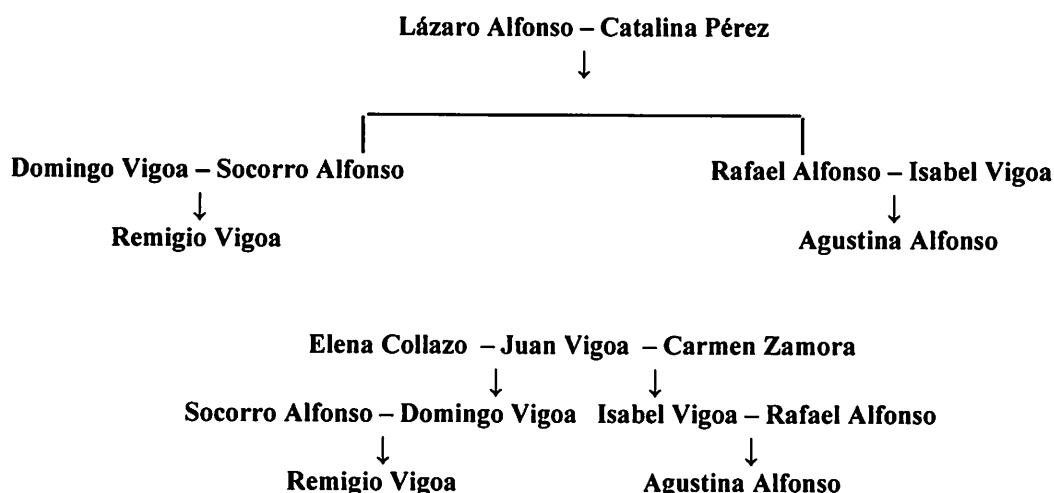 Lázaro Alfonso – Catalina Pérez
Domingo Vigoa – Socorro Alfonso Rafael Alfonso – Isabel Vigoa
Remigio Vigoa Agustina Alfonso
Elena Collazo – Juan Vigoa – Carmen Zamora
Socorro Alfonso – Domingo Vigoa Isabel Vigoa – Rafael Alfonso
Remigio Vigoa Agustina Alfonso